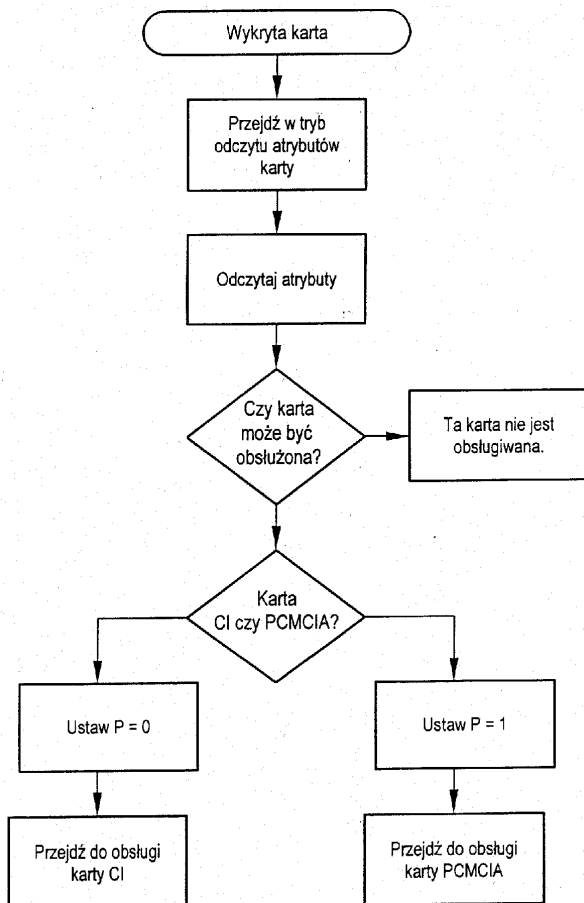 Wykryta karta
Przejdź w tryb
odczytu atrybutów
karty
Odczytaj atrybuty
Czy karta
może być
obsłużona?
Ta karta nie jest
obsługiwana.
Karta
CI czy PCMCIA?
Ustaw P = 0
Ustaw P = 1
Przejdź do obsługi
karty CI
Przejdź do obsługi
karty PCMCIA